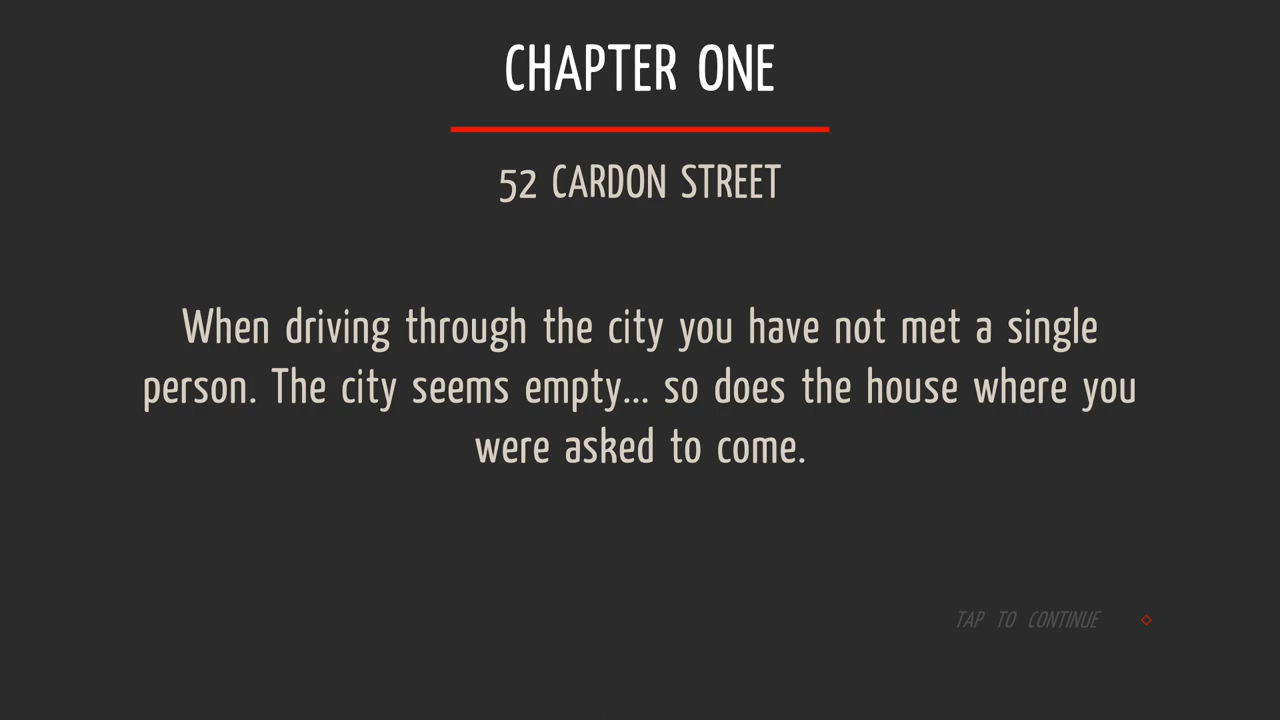 CHAPTER ONE
52 CARDON STREET
When driving through the city you have not met a single
person. The city seems empty... so does the house where you
were asked to come.
TAP TO CONTINUE